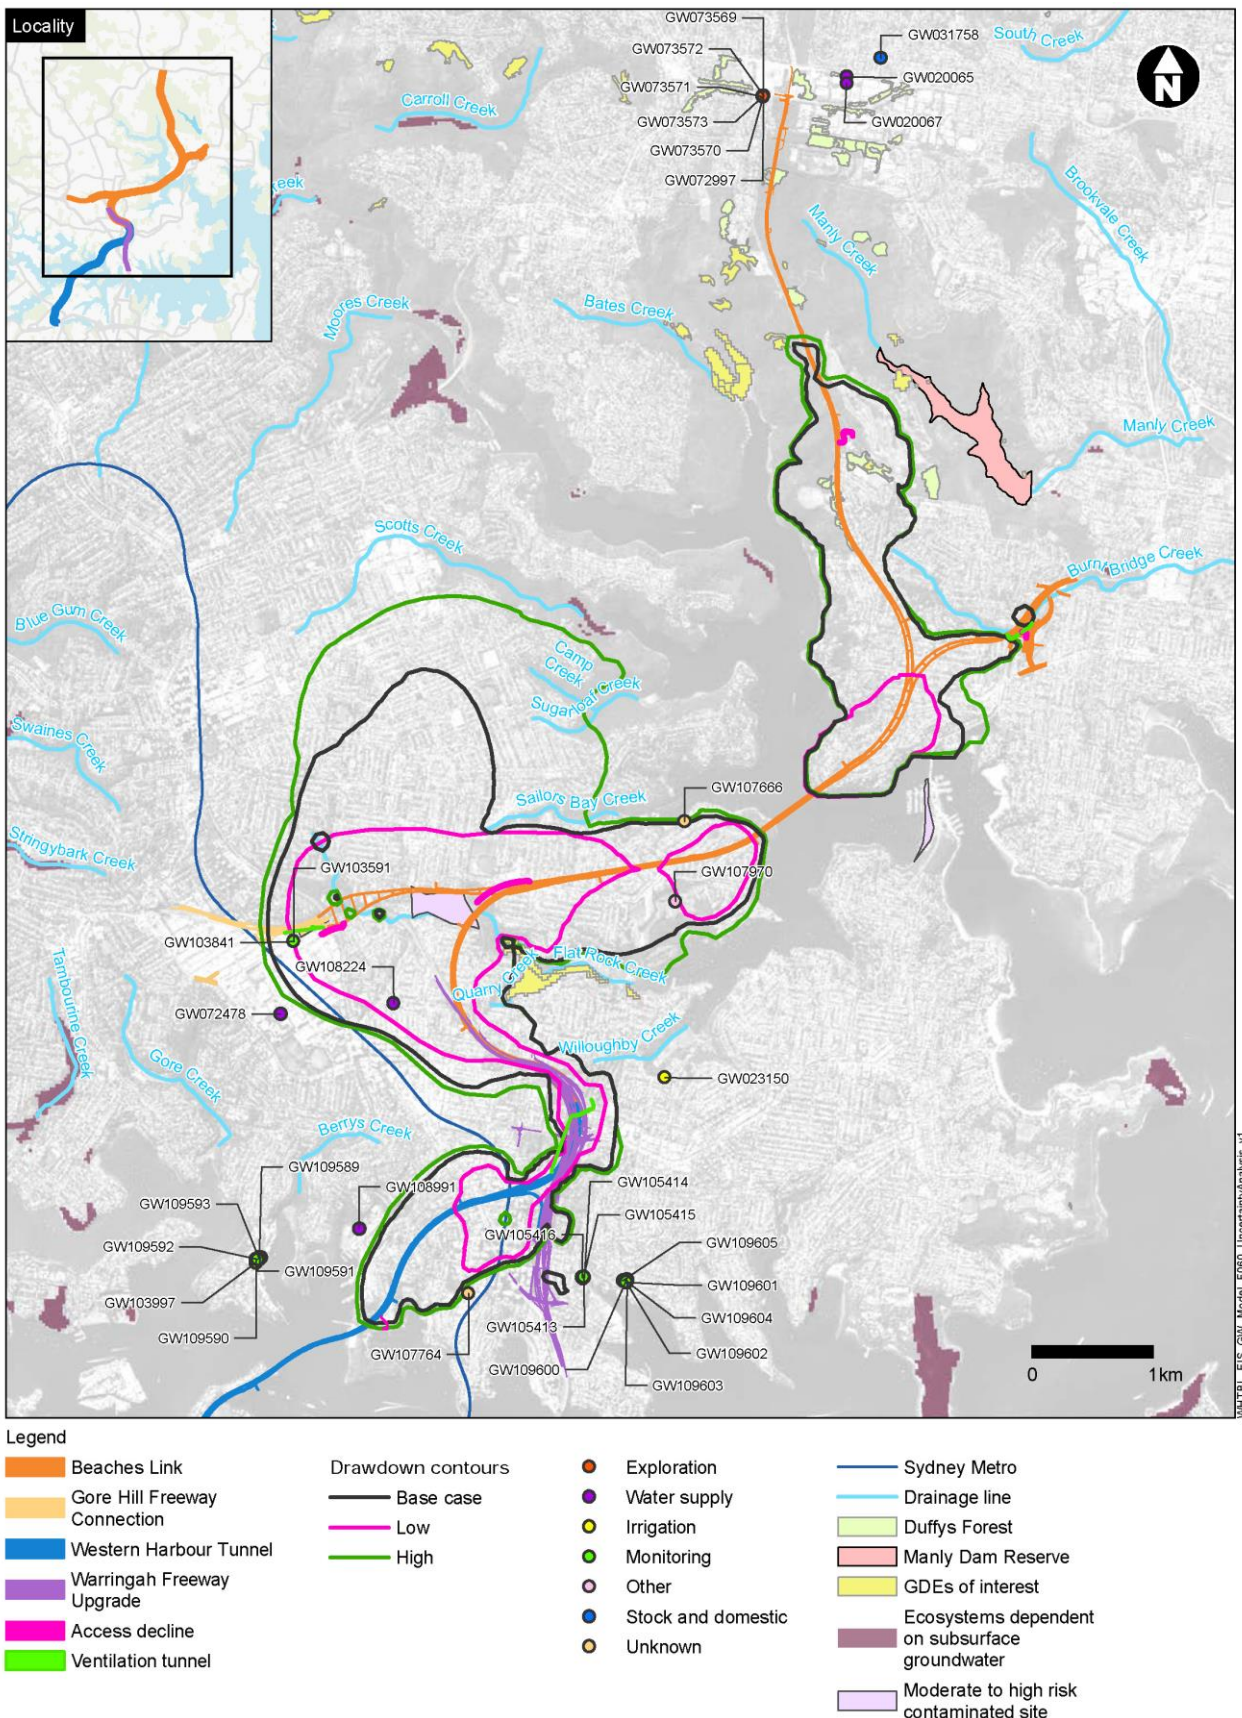 Locality
GW073569
GW073572
GW073571
GW073573
GW073570
GW072997
GW031758
GW020065
GW020067
South Creek
N
Carroll Creek
reek
Brookvale Creek
Manly Creek
Bates Creek
Moores Creek
Manly Creek
Scotts Creek
Burnt Bridge Creek
Blue Gum Creek
Camp
Creek
Sugarloaf Creek
Swaines Creek
Sailors Bay Creek
GW107666
Stringybark Creek
GW103591
GW107970
GW103841
GW108224
Flat Rock Creek
Quarry Creek
GW072478
Tambourine Creek
Gore Creek
Willoughby Creek
GW023150
Berrys Creek
GW109589
GW109593
GW108991
GW105414
GW105415
GW105416
GW109592
GW109591
GW109605
GW103997
GW109601
GW109604
GW109590
GW105413
GW107764
GW109602
GW109600
GW109603
0 1km
Legend
Beaches Link
Gore Hill Freeway
Connection
Western Harbour Tunnel
Warringah Freeway
Upgrade
Access decline
Ventilation tunnel
Drawdown contours
Base case
Low
High
Exploration
Water supply
Irrigation
Monitoring
Other
Stock and domestic
Unknown
Sydney Metro
Drainage line
Duffys Forest
Manly Dam Reserve
GDEs of interest
Ecosystems dependent
on subsurface
groundwater
Moderate to high risk
contaminated site